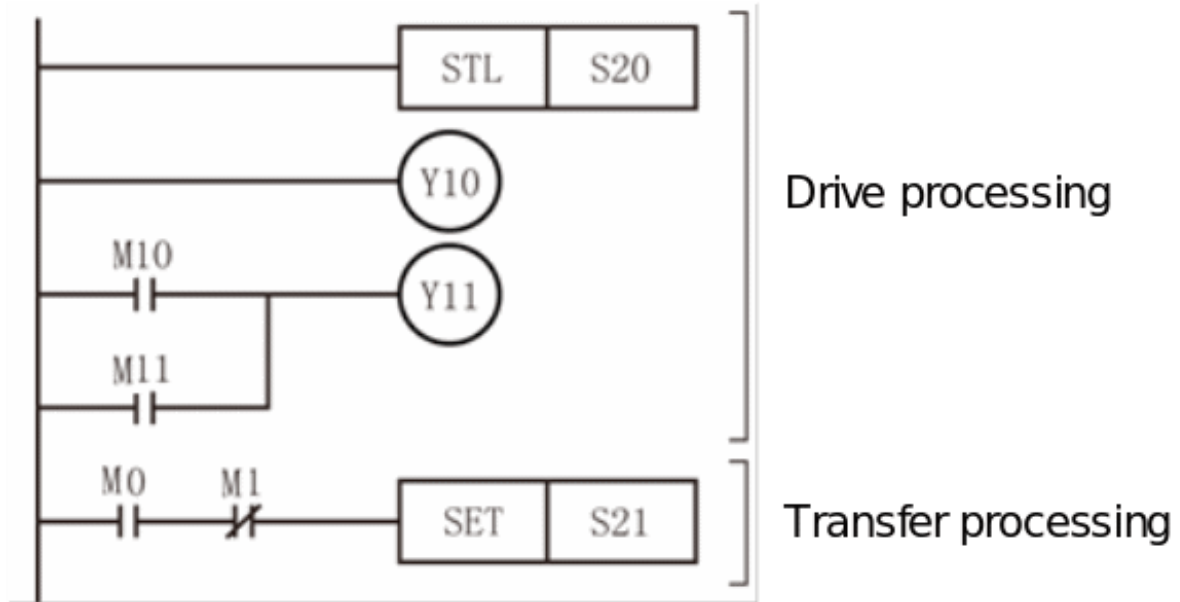 STL S20
Y10
Drive processing
M10
Y11
M11
M0 M1
SET S21
Transfer processing